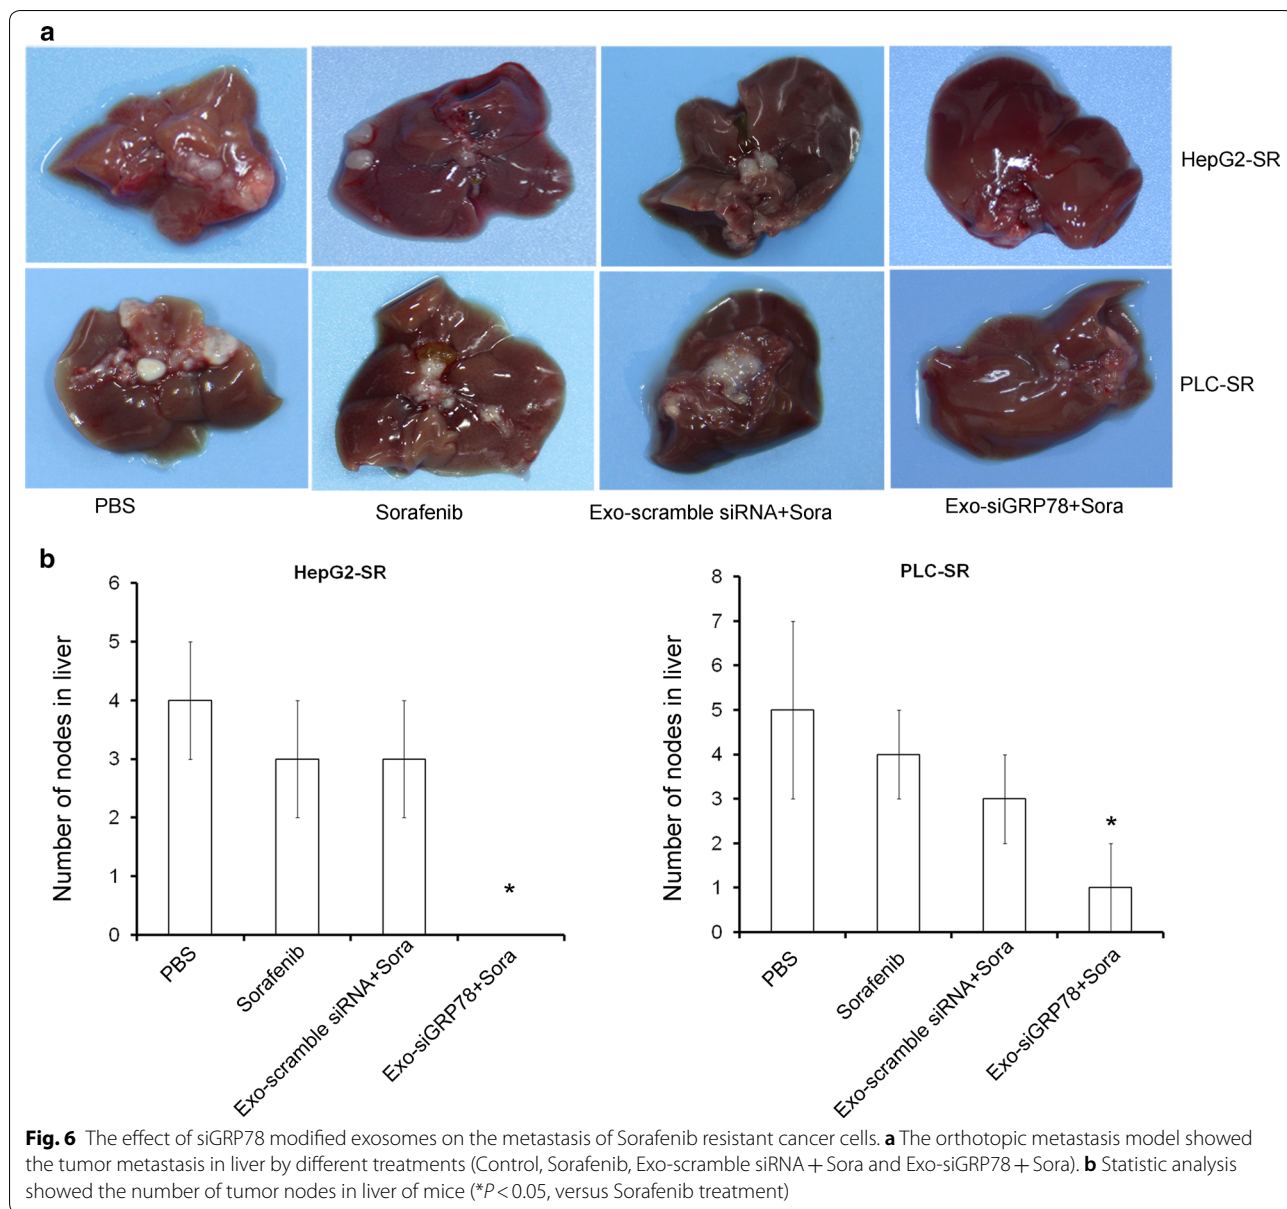 a
HepG2-SR
PLC-SR
PBS
Sorafenib
Exo-scramble siRNA+Sora
Exo-siGRP78+Sora
b
HepG2-SR
6
5
4
3
2
1
0
Number of nodes in liver
*
PBS
Sorafenib
Exo-scramble siRNA+Sora
Exo-siGRP78+Sora
PLC-SR
8
7
6
5
4
3
2
1
0
Number of nodes in liver
*
PBS
Sorafenib
Exo-scramble siRNA+Sora
Exo-siGRP78+Sora
Fig. 6 The effect of siGRP78 modified exosomes on the metastasis of Sorafenib resistant cancer cells. a The orthotopic metastasis model showed
the tumor metastasis in liver by different treatments (Control, Sorafenib, Exo-scramble siRNA + Sora and Exo-siGRP78 + Sora). b Statistic analysis
showed the number of tumor nodes in liver of mice (*P < 0.05, versus Sorafenib treatment)